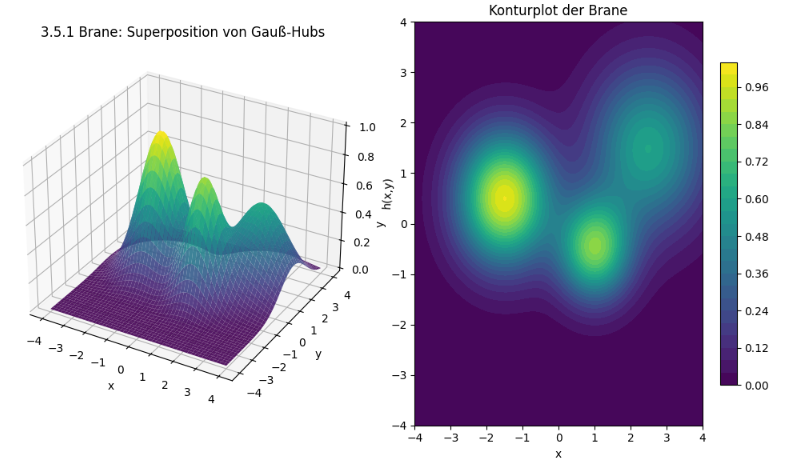 3.5.1 Brane: Superposition von Gauß-Hubs
1.0
0.8
0.6
0.4
0.2
0.0
h(x,y)
−4 −3 −2 −1 0 1 2 3 4
x
−4 −3 −2 −1 0 1 2 3 4
y
Konturplot der Brane
4
3
2
1
0
−1
−2
−3
−4
y
−4 −3 −2 −1 0 1 2 3 4
x
0.96
0.84
0.72
0.60
0.48
0.36
0.24
0.12
0.00